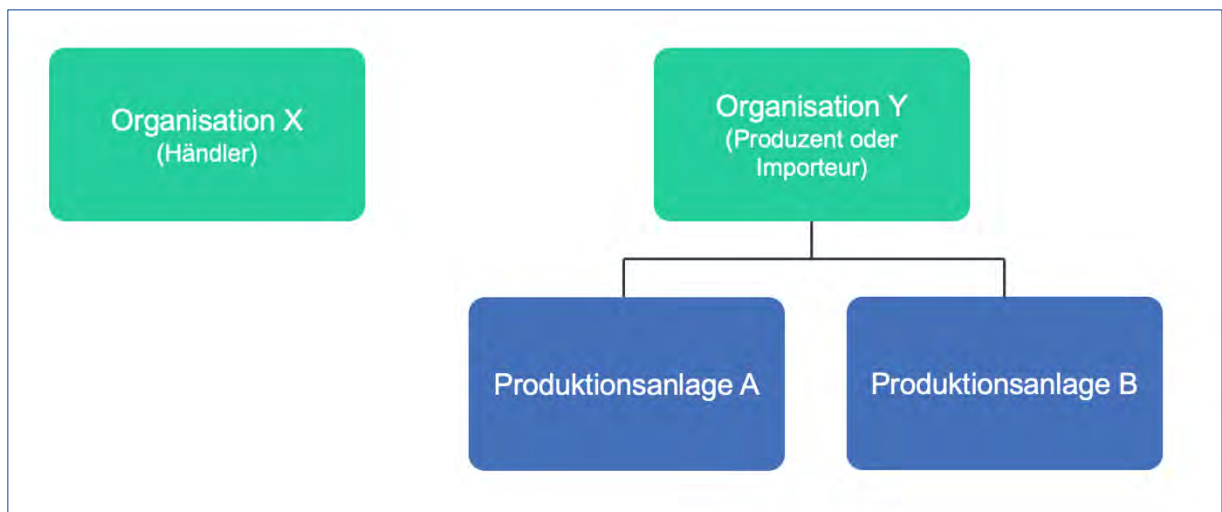 Organisation X
(Händler)
Organisation Y
(Produzent oder
Importeur)
Produktionsanlage A
Produktionsanlage B